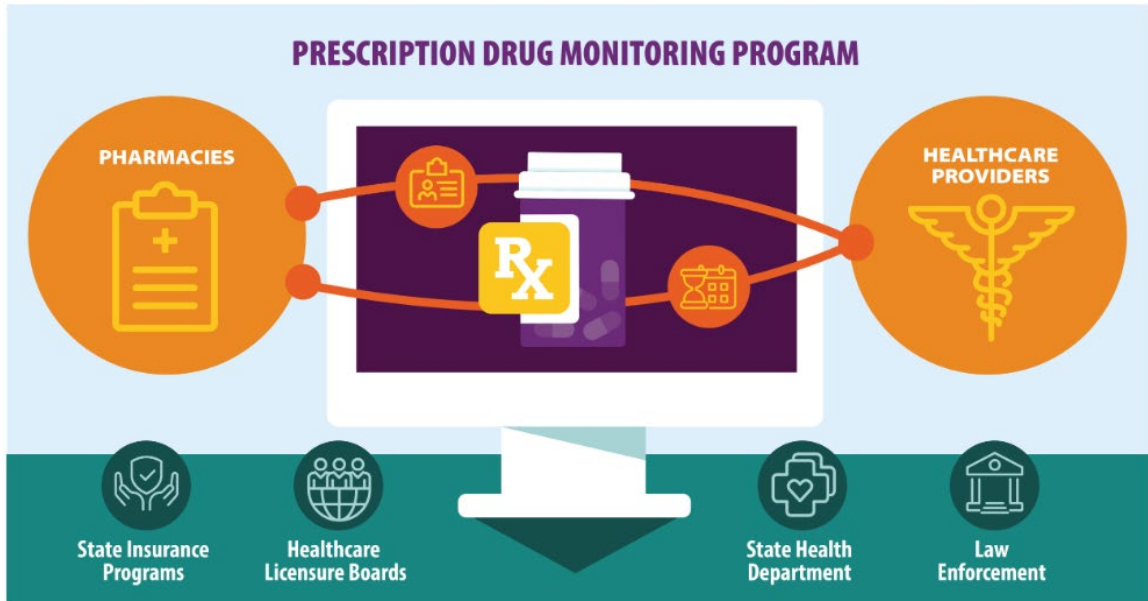 PRESCRIPTION DRUG MONITORING PROGRAM
PHARMACIES
HEALTHCARE
PROVIDERS
RX
State Insurance
Programs
Healthcare
Licensure Boards
State Health
Department
Law
Enforcement